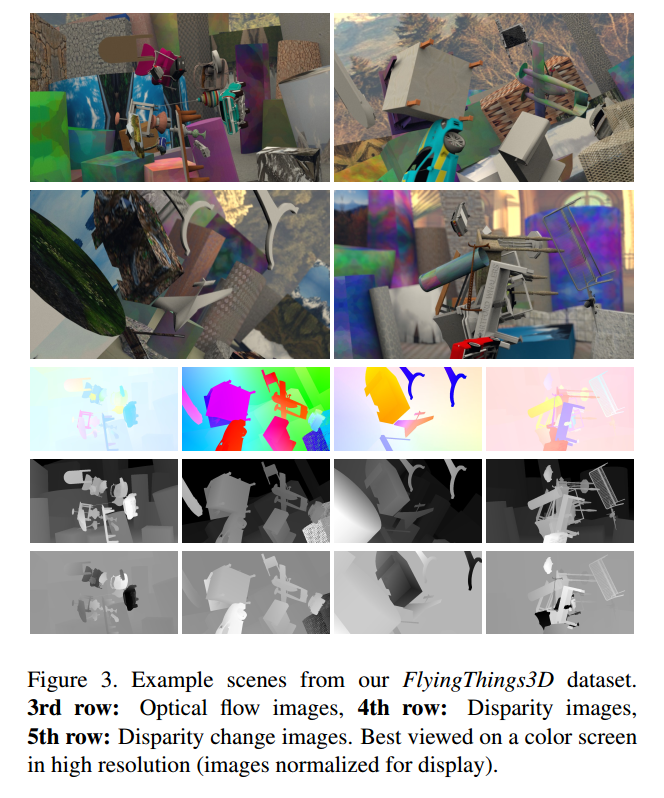 Figure 3. Example scenes from our FlyingThings3D dataset.
3rd row: Optical flow images, 4th row: Disparity images,
5th row: Disparity change images. Best viewed on a color screen
in high resolution (images normalized for display).